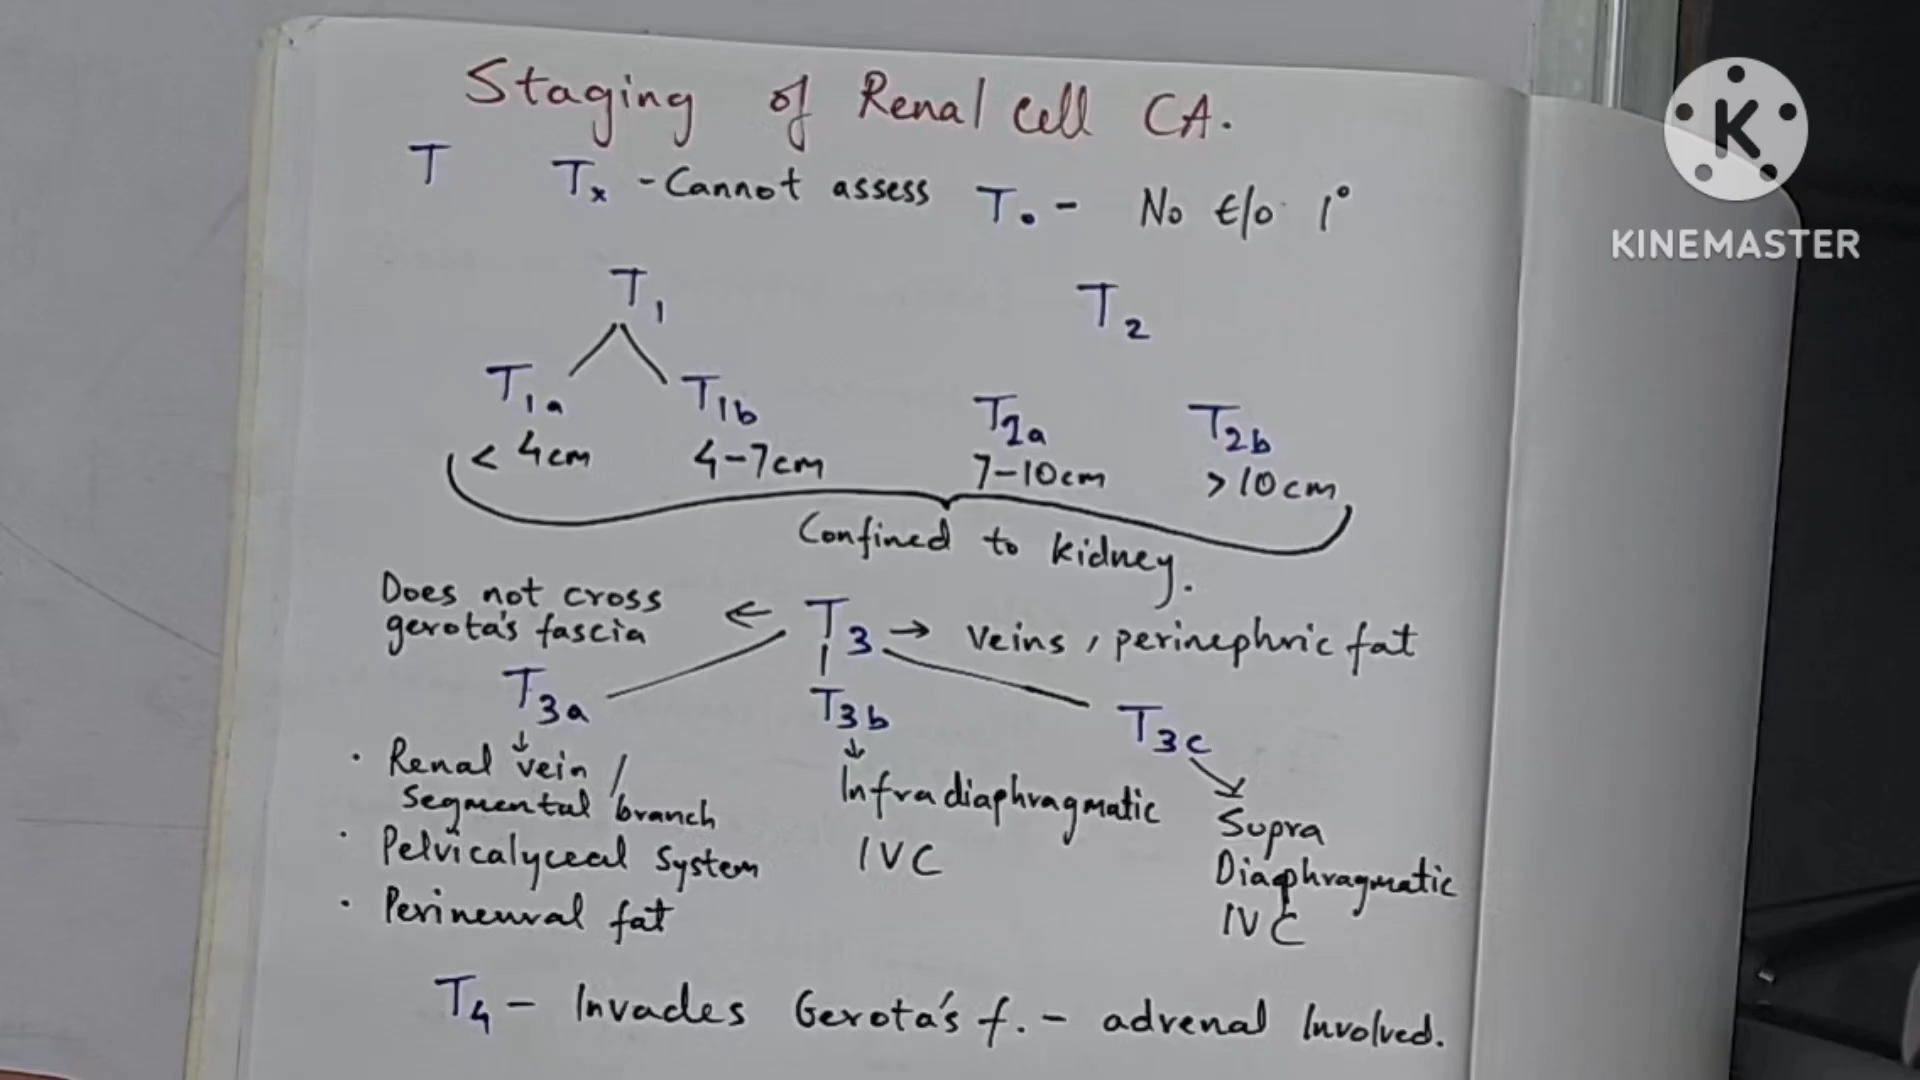 Staging of Renal Cell CA.
T Tx - Cannot assess T0 - No E/o 1°
T1 T2
T1a T1b T2a T2b
< 4cm 4-7cm 7-10cm >10cm
Confined to kidney.
Does not cross
gerota's fascia ← T3 → Veins, perinephric fat
T3a T3b T3c
↓ ↓
. Renal vein / Infradiaphragmatic Supra
segmental branch
. Pelvicalyceal System IVC Diaphragmatic
. Perineural fat IVC
T4 - Invades Gerota's f. - adrenal Involved.
K
KINEMASTER